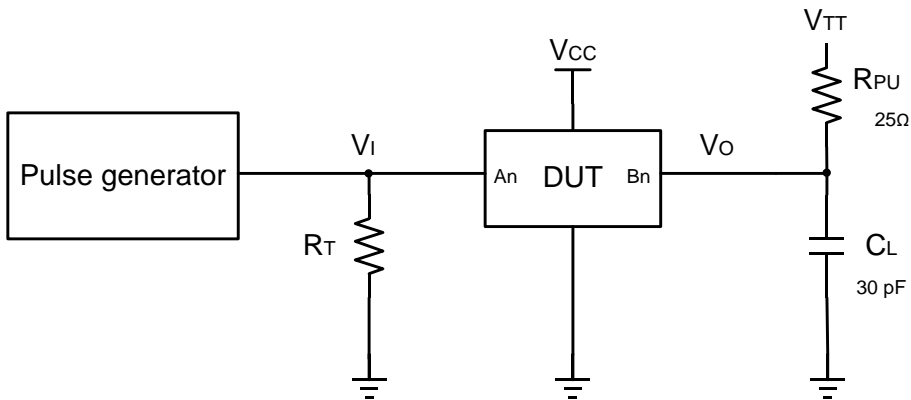 VTT
VCC
RPU
25Ω
Pulse generator
VI
An
DUT
Bn
VO
RT
CL
30 pF